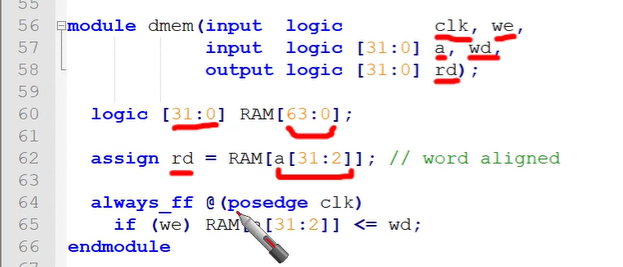 55
56 module dmem(input logic clk, we,
57 input logic [31:0] a, wd,
58 output logic [31:0] rd);
59
60 logic [31:0] RAM[63:0];
61
62 assign rd = RAM[a[31:2]]; // word aligned
63
64 always_ff @(posedge clk)
65 if (we) RAM[a[31:2]] <= wd;
66 endmodule
67